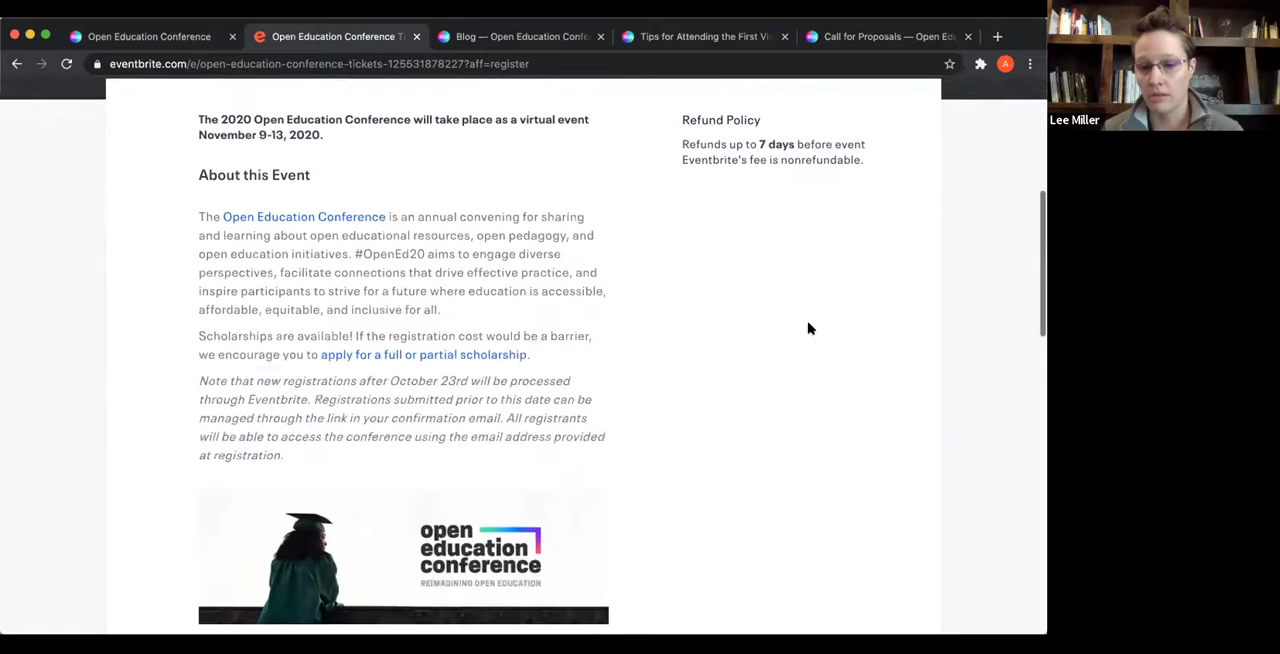 Open Education Conference
Open Education Conference T
Blog — Open Education Confe
Tips for Attending the First Vi
Call for Proposals — Open Ed
eventbrite.com/e/open-education-conference-tickets-125531878227?aff=register
A
Lee Miller
The 2020 Open Education Conference will take place as a virtual event
November 9-13, 2020.
About this Event
The Open Education Conference is an annual convening for sharing
and learning about open educational resources, open pedagogy, and
open education initiatives. #OpenEd20 aims to engage diverse
perspectives, facilitate connections that drive effective practice, and
inspire participants to strive for a future where education is accessible,
affordable, equitable, and inclusive for all.
Scholarships are available! If the registration cost would be a barrier,
we encourage you to apply for a full or partial scholarship.
Note that new registrations after October 23rd will be processed
through Eventbrite. Registrations submitted prior to this date can be
managed through the link in your confirmation email. All registrants
will be able to access the conference using the email address provided
at registration.
open
education
conference
REIMAGINING OPEN EDUCATION
Refund Policy
Refunds up to 7 days before event
Eventbrite's fee is nonrefundable.